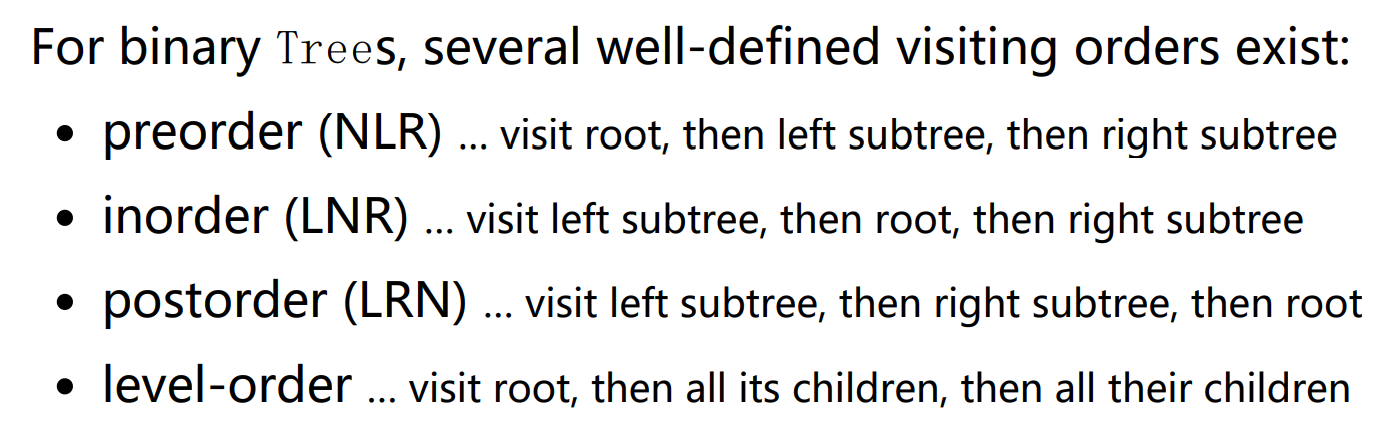 For binary Trees, several well-defined visiting orders exist:
• preorder (NLR) ... visit root, then left subtree, then right subtree
• inorder (LNR) ... visit left subtree, then root, then right subtree
• postorder (LRN) ... visit left subtree, then right subtree, then root
• level-order ... visit root, then all its children, then all their children